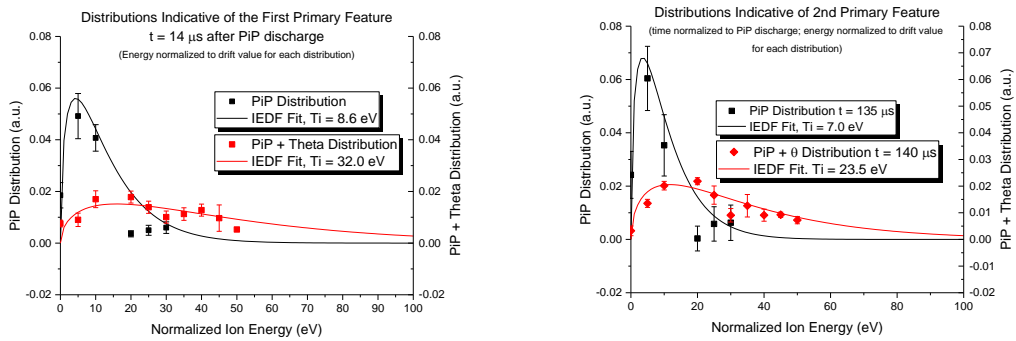 Distributions Indicative of the First Primary Feature
t = 14 μs after PiP discharge
(Energy normalized to drift value for each distribution)
0.08
0.06
0.04
0.02
0.00
-0.02
PiP Distribution (a.u.)
PiP Distribution
IEDF Fit, Ti = 8.6 eV
PiP + Theta Distribution
IEDF Fit, Ti = 32.0 eV
0.08
0.06
0.04
0.02
0.00
-0.02
PiP + Theta Distribution (a.u.)
0 10 20 30 40 50 60 70 80 90 100
Normalized Ion Energy (eV)
Distributions Indicative of 2nd Primary Feature
(time normalized to PiP discharge; energy normalized to drift value
for each distribution)
0.08
0.06
0.04
0.02
0.00
-0.02
PiP Distribution (a.u.)
PiP Distribution t = 135 μs
IEDF Fit, Ti = 7.0 eV
PiP + θ Distribution t = 140 μs
IEDF Fit. Ti = 23.5 eV
0.08
0.07
0.06
0.05
0.04
0.03
0.02
0.01
0.00
-0.01
-0.02
PiP + Theta Distribution (a.u.)
0 20 40 60 80 100
Normalized Ion Energy (eV)